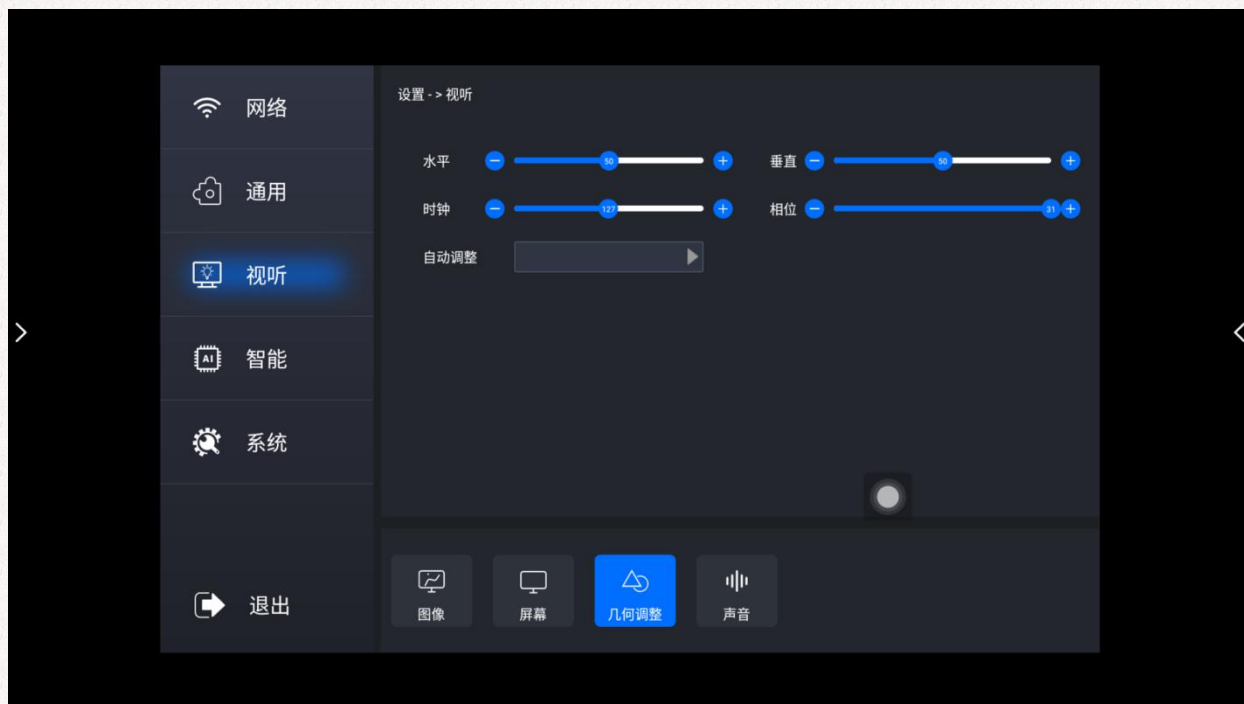 网络
通用
视听
AI
智能
系统
退出
设置 - > 视听
水平 50 垂直 50
时钟 127 相位 31
自动调整
图像
屏幕
几何调整
声音